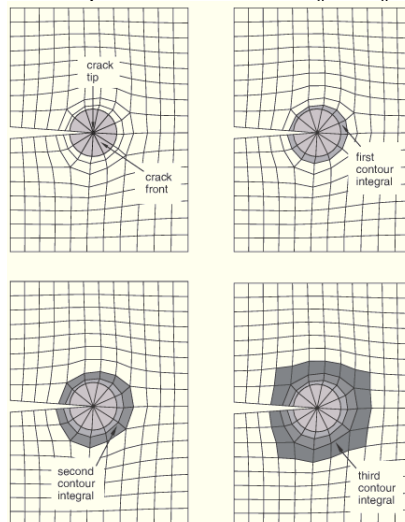 crack
tip
crack
front
first
contour
integral
second
contour
integral
third
contour
integral